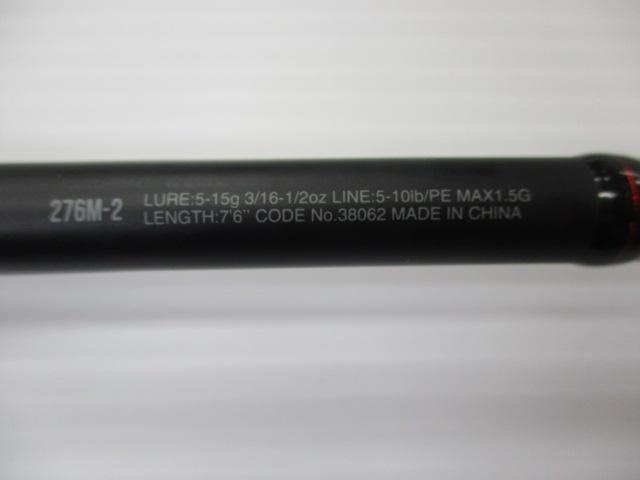 276M-2
LURE:5-15g 3/16-1/2oz LINE:5-10lb/PE MAX1.5G
LENGTH:7'6" CODE No.38062 MADE IN CHINA